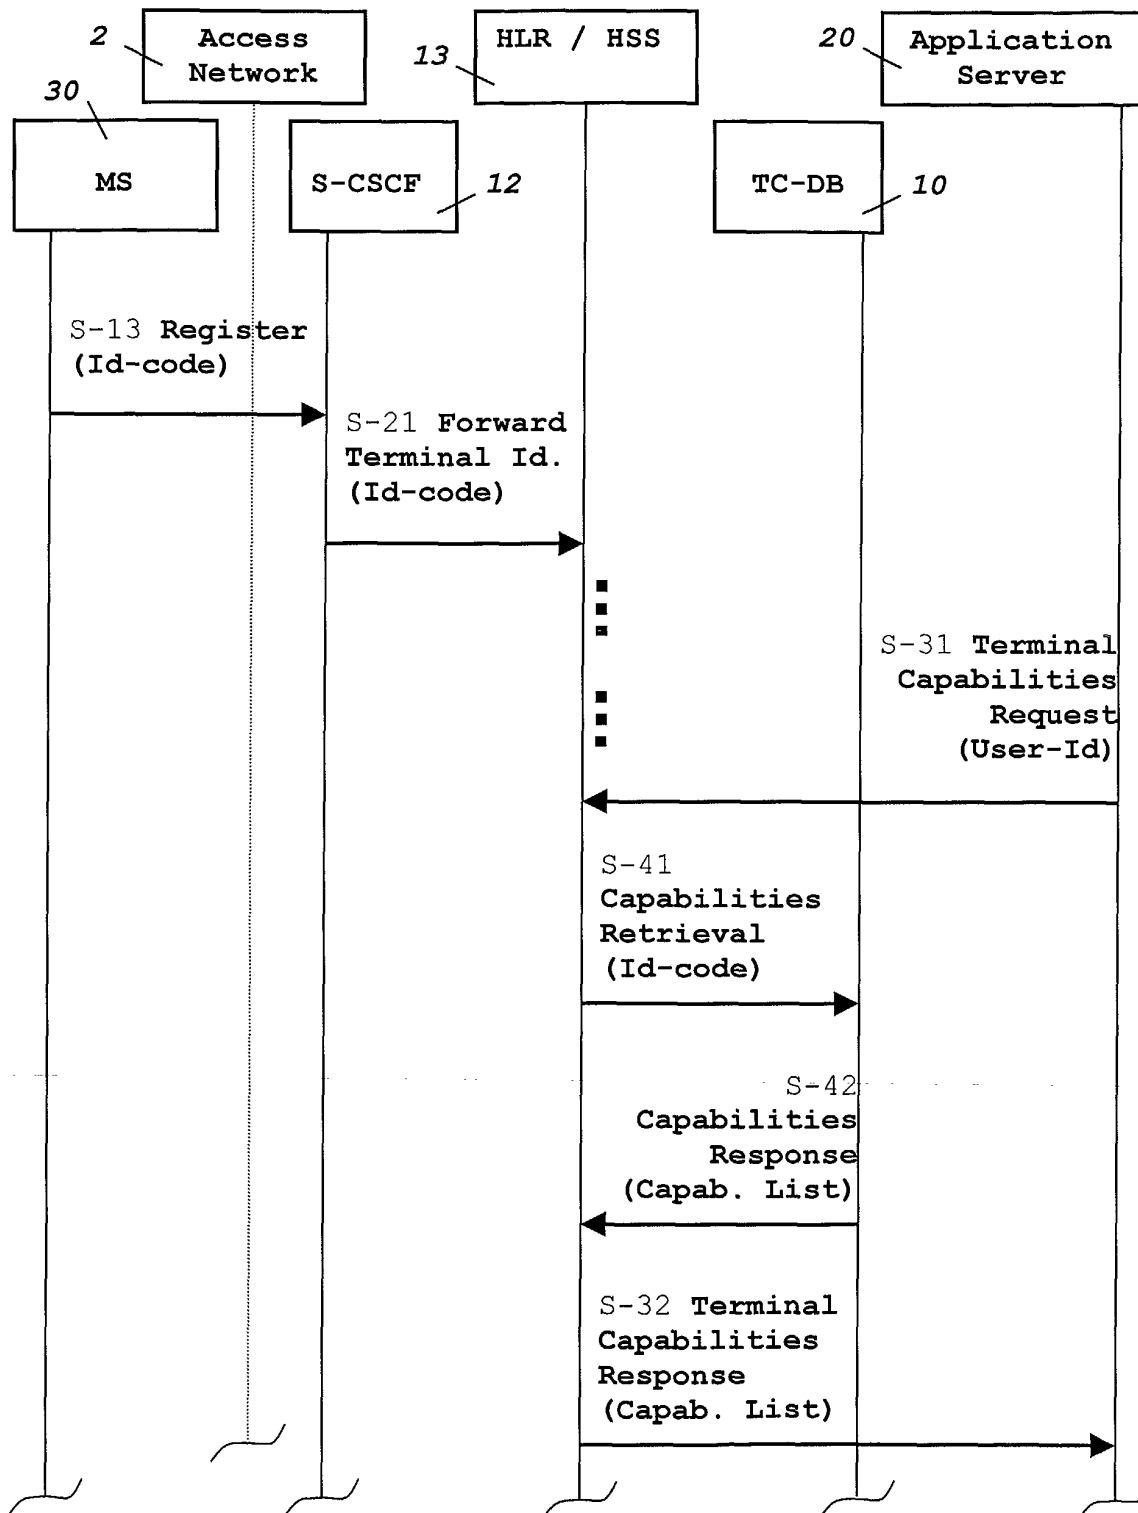 2
Access
Network
13
HLR / HSS
20
Application
Server
30
MS
S-CSCF
12
TC-DB
10
S-13 Register
(Id-code)
S-21 Forward
Terminal Id.
(Id-code)
S-31 Terminal
Capabilities
Request
(User-Id)
S-41
Capabilities
Retrieval
(Id-code)
S-42
Capabilities
Response
(Capab. List)
S-32 Terminal
Capabilities
Response
(Capab. List)